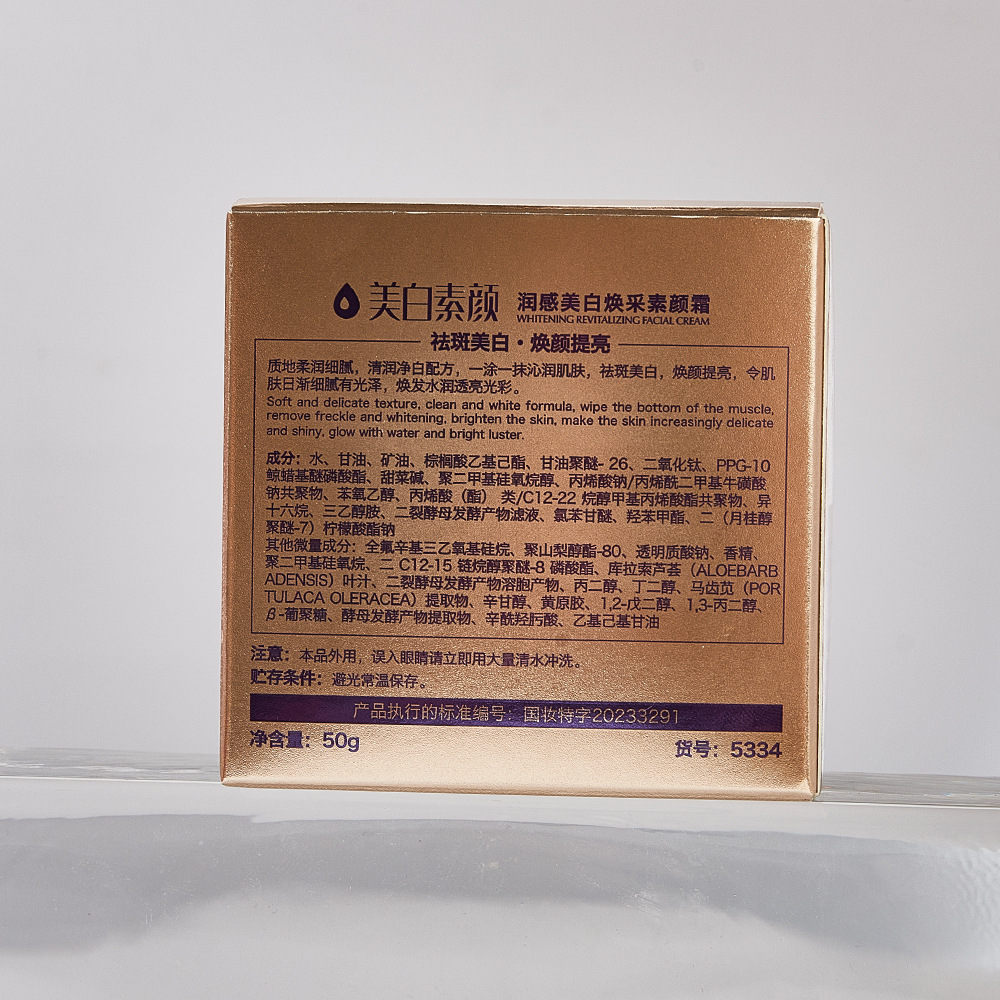 美白素颜 润感美白焕采素颜霜
WHITENING REVITALIZING FACIAL CREAM
祛斑美白·焕颜提亮
质地柔润细腻，清润净白配方，一涂一抹沁润肌肤，祛斑美白，焕颜提亮，令肌
肤日渐细腻有光泽，焕发水润透亮光彩。
Soft and delicate texture, clean and white formula, wipe the bottom of the muscle,
remove freckle and whitening, brighten the skin, make the skin increasingly delicate
and shiny, glow with water and bright luster.
成分：水、甘油、矿油、棕榈酸乙基己酯、甘油聚醚- 26、二氧化钛、PPG-10
鲸蜡基醚磷酸酯、甜菜碱、聚二甲基硅氧烷醇、丙烯酸钠/丙烯酰二甲基牛磺酸
钠共聚物、苯氧乙醇、丙烯酸（酯）类/C12-22 烷醇甲基丙烯酸酯共聚物、异
十六烷、三乙醇胺、二裂酵母发酵产物滤液、氯苯甘醚、羟苯甲酯、二（月桂醇
聚醚-7）柠檬酸酯钠
其他微量成分：全氟辛基三乙氧基硅烷、聚山梨醇酯-80、透明质酸钠、香精、
聚二甲基硅氧烷、二 C12-15 链烷醇聚醚-8 磷酸酯、库拉索芦荟（ALOEBARB
ADENSIS）叶汁、二裂酵母发酵产物溶胞产物、丙二醇、丁二醇、马齿苋（POR
TULACA OLERACEA）提取物、辛甘醇、黄原胶、1,2-戊二醇、1,3-丙二醇、
β-葡聚糖、酵母发酵产物提取物、辛酰羟肟酸、乙基己基甘油
注意：本品外用，误入眼睛请立即用大量清水冲洗。
贮存条件：避光常温保存。
产品执行的标准编号：国妆特字20233291
净含量：50g 货号：5334